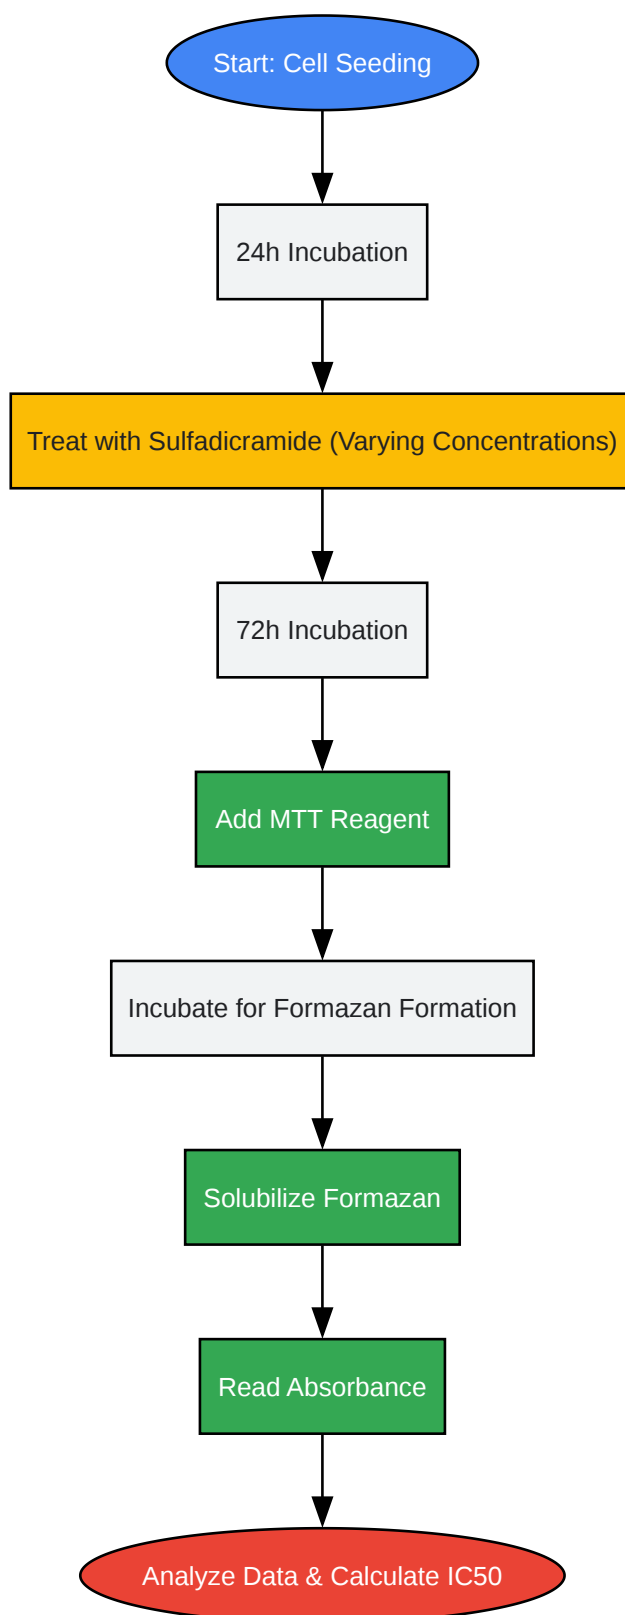 Start: Cell Seeding
24h Incubation
Treat with Sulfadicramide (Varying Concentrations)
72h Incubation
Add MTT Reagent
Incubate for Formazan Formation
Solubilize Formazan
Read Absorbance
Analyze Data & Calculate IC50